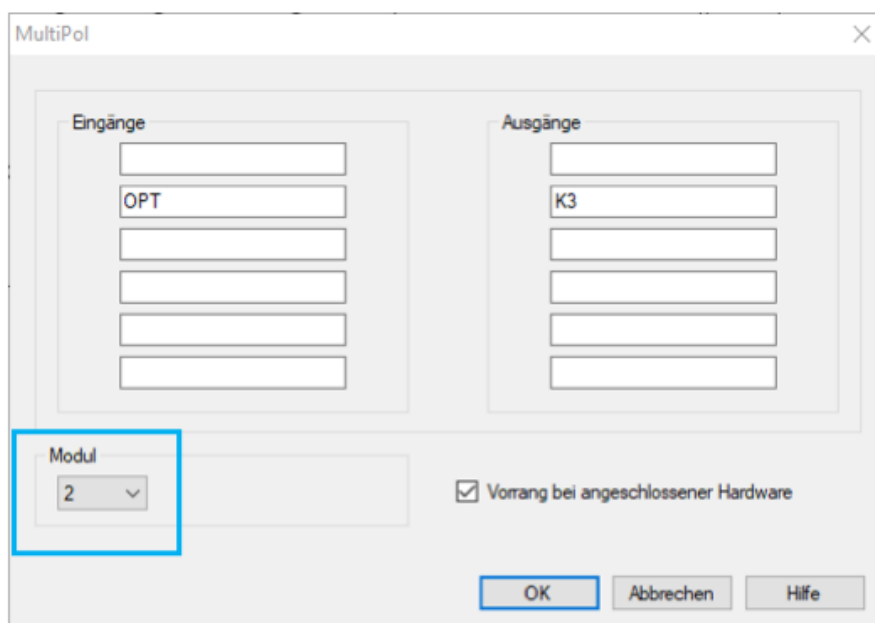 MultiPol
Eingänge
Ausgänge
OPT
K3
Modul
2
Vorrang bei angeschlossener Hardware
OK
Abbrechen
Hilfe